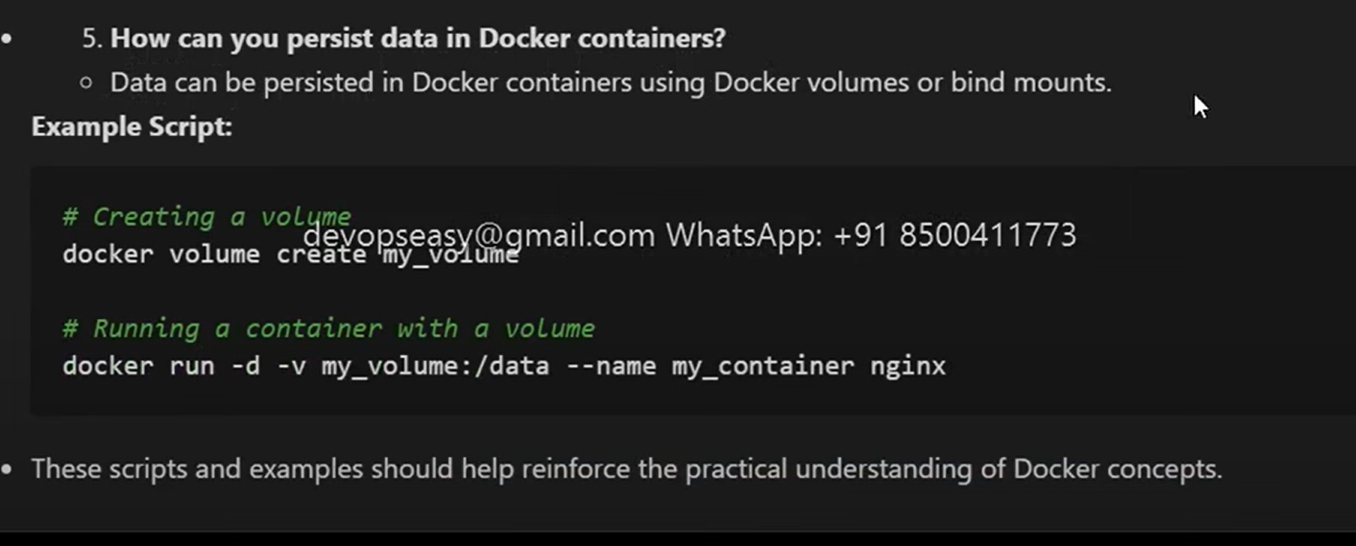 5. How can you persist data in Docker containers?
Data can be persisted in Docker containers using Docker volumes or bind mounts.
Example Script:
# Creating a volume
devopseasy@gmail.com WhatsApp: +91 8500411773
docker volume create my_volume
# Running a container with a volume
docker run -d -v my_volume:/data --name my_container nginx
These scripts and examples should help reinforce the practical understanding of Docker concepts.